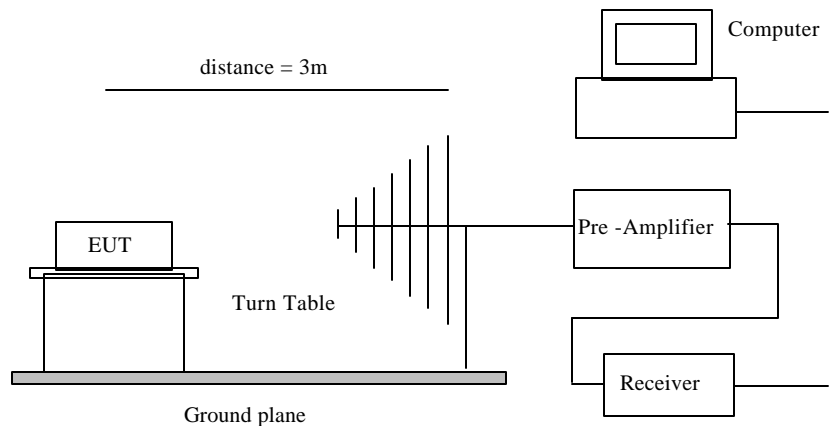 Computer
distance = 3m
Pre -Amplifier
EUT
Turn Table
Receiver
Ground plane